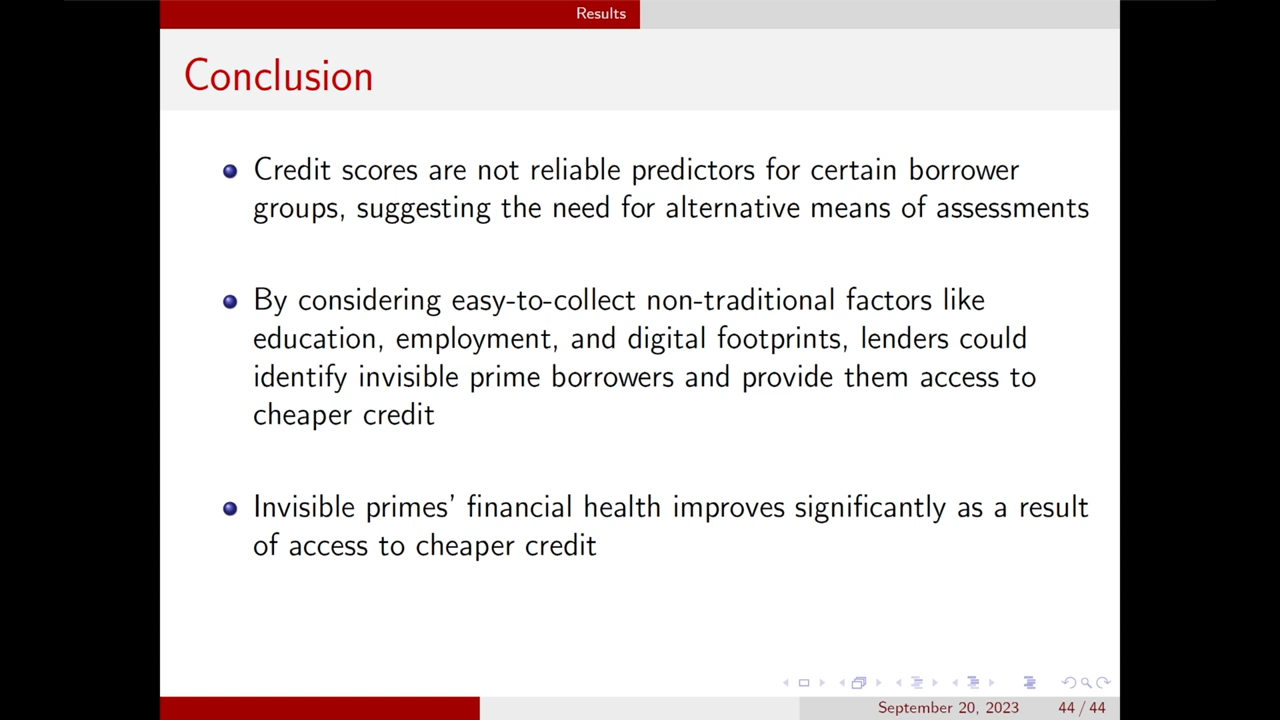 Results
Conclusion
Credit scores are not reliable predictors for certain borrower
groups, suggesting the need for alternative means of assessments
By considering easy-to-collect non-traditional factors like
education, employment, and digital footprints, lenders could
identify invisible prime borrowers and provide them access to
cheaper credit
Invisible primes’ financial health improves significantly as a result
of access to cheaper credit
September 20, 2023 44 / 44